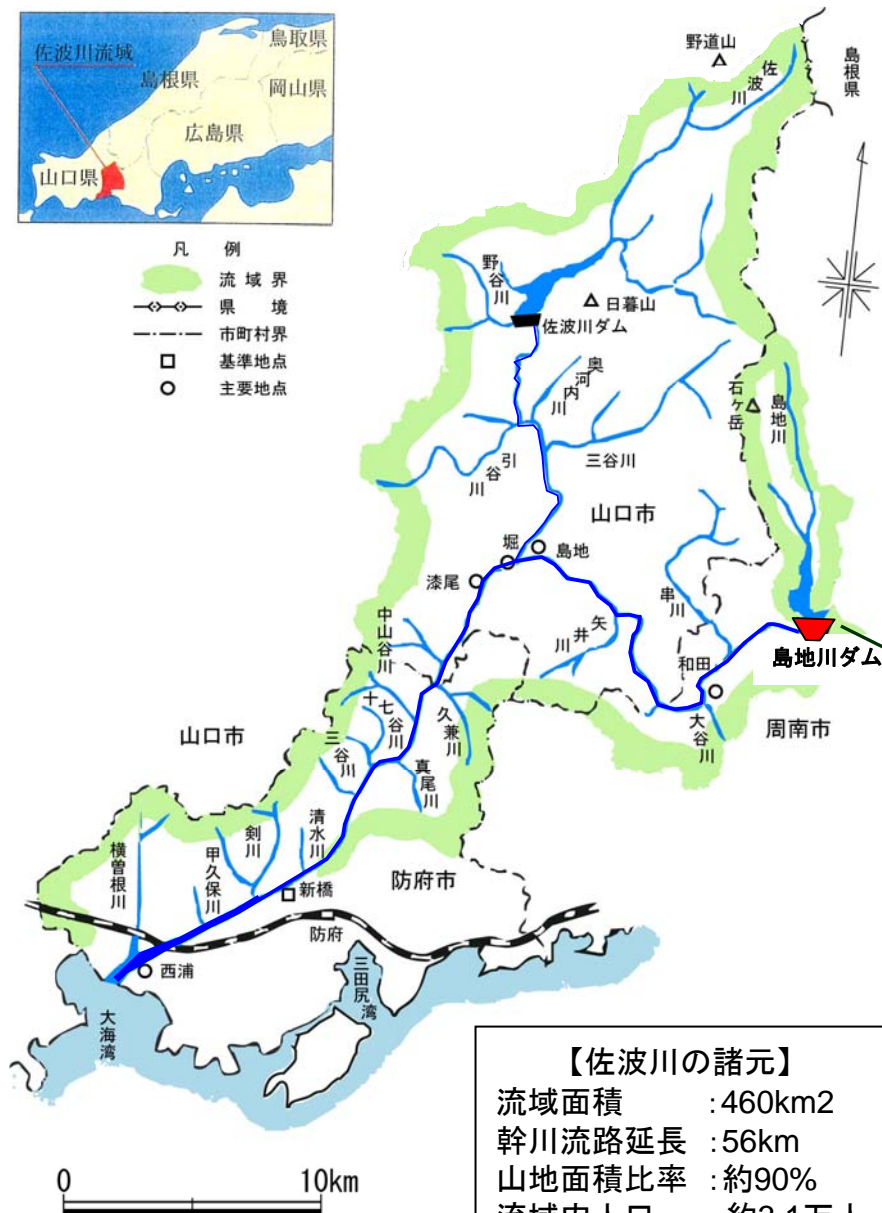 鳥取県
佐波川流域
島根県
岡山県
広島県
山口県
凡 例
流域界
県 境
市町村界
基準地点
主要地点
野道山
佐波川
島根県
野谷川
日暮山
佐波川ダム
奥河内川
石ケ岳
島地川
引谷川
三谷川
山口市
堀
島地
漆尾
串川
中山谷川
矢井川
和田
島地川ダム
十七谷川
久兼川
大谷川
周南市
山口市
三谷川
真尾川
清水川
剣川
横曽根川
甲久保川
新橋
防府市
防府
西浦
三田尻湾
大海湾
【佐波川の諸元】
流域面積 :460km2
幹川流路延長 :56km
山地面積比率 :約90%
0 10km